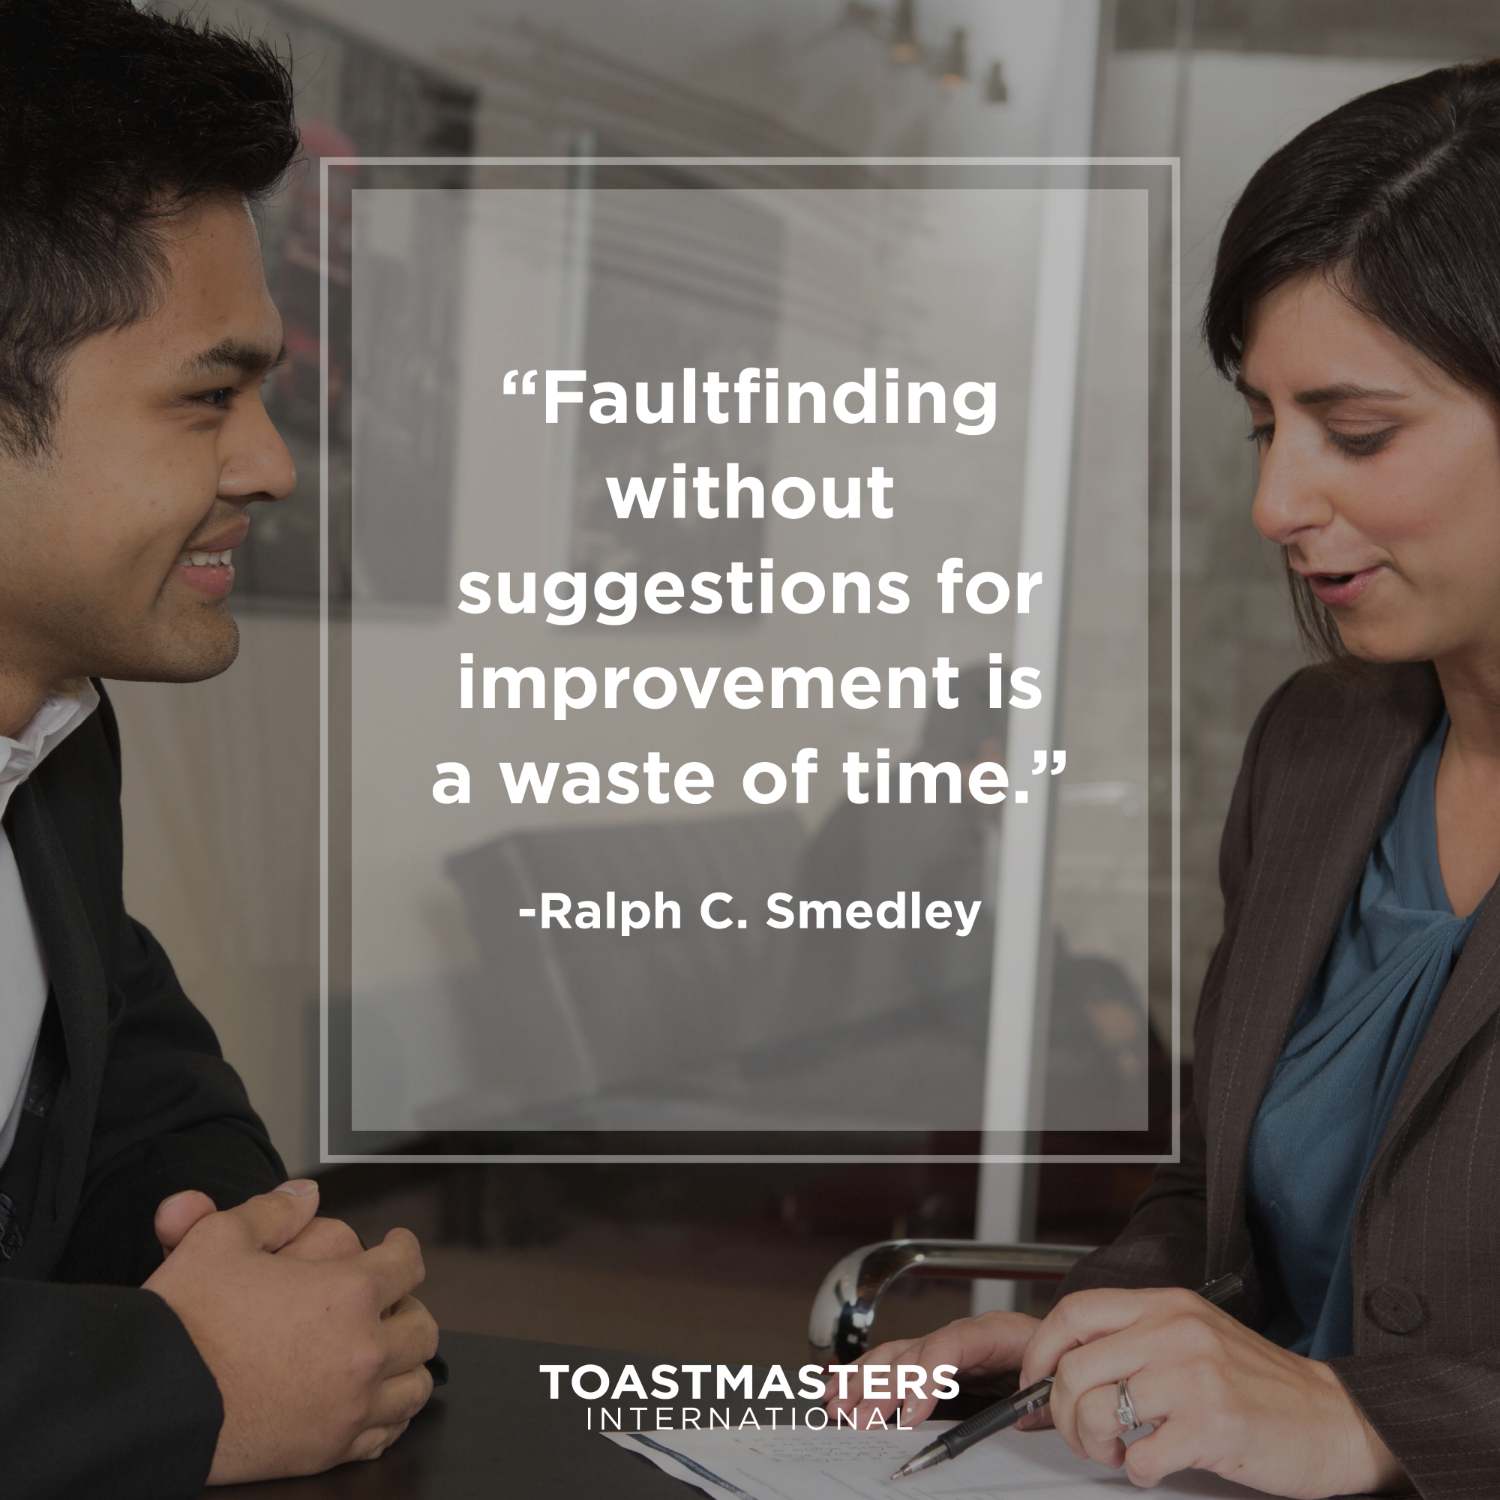 “Faultfinding
without
suggestions for
improvement is
a waste of time.”
-Ralph C. Smedley
TOASTMASTERS
INTERNATIONAL